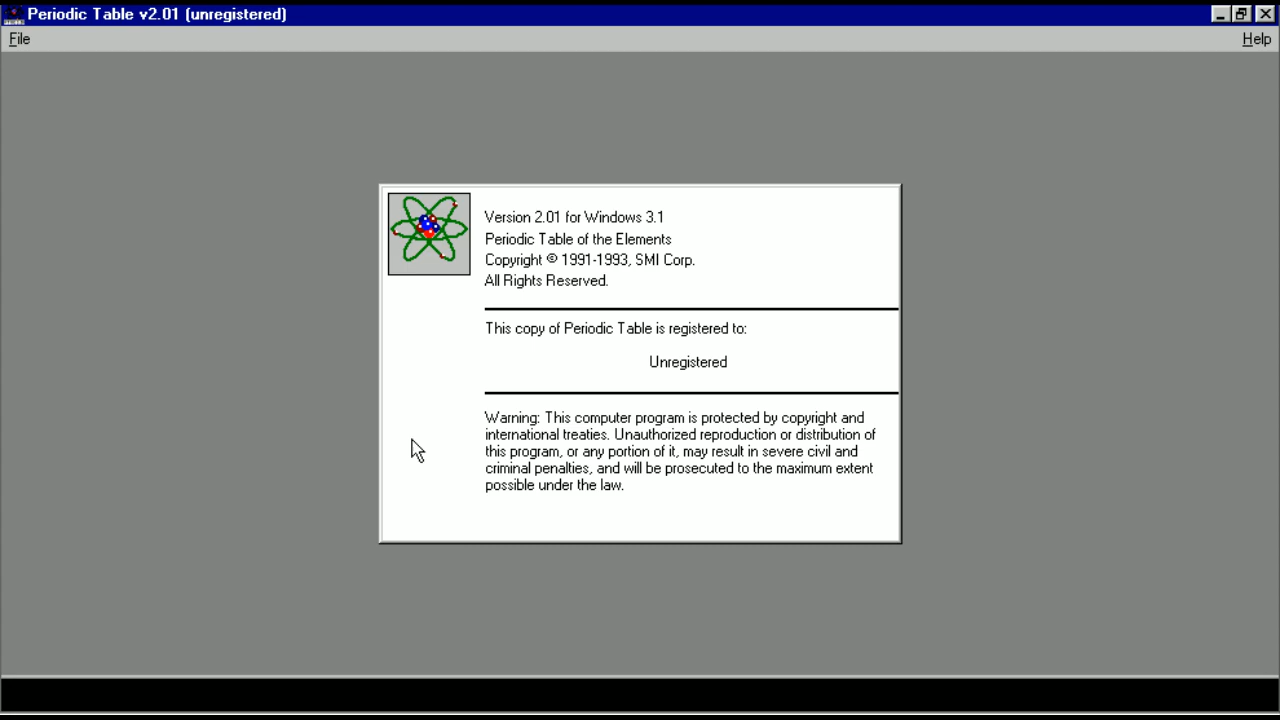 Periodic Table v2.01 (unregistered)
File Help
Version 2.01 for Windows 3.1
Periodic Table of the Elements
Copyright © 1991-1993, SMI Corp.
All Rights Reserved.
This copy of Periodic Table is registered to:
Unregistered
Warning: This computer program is protected by copyright and
international treaties. Unauthorized reproduction or distribution of
this program, or any portion of it, may result in severe civil and
criminal penalties, and will be prosecuted to the maximum extent
possible under the law.